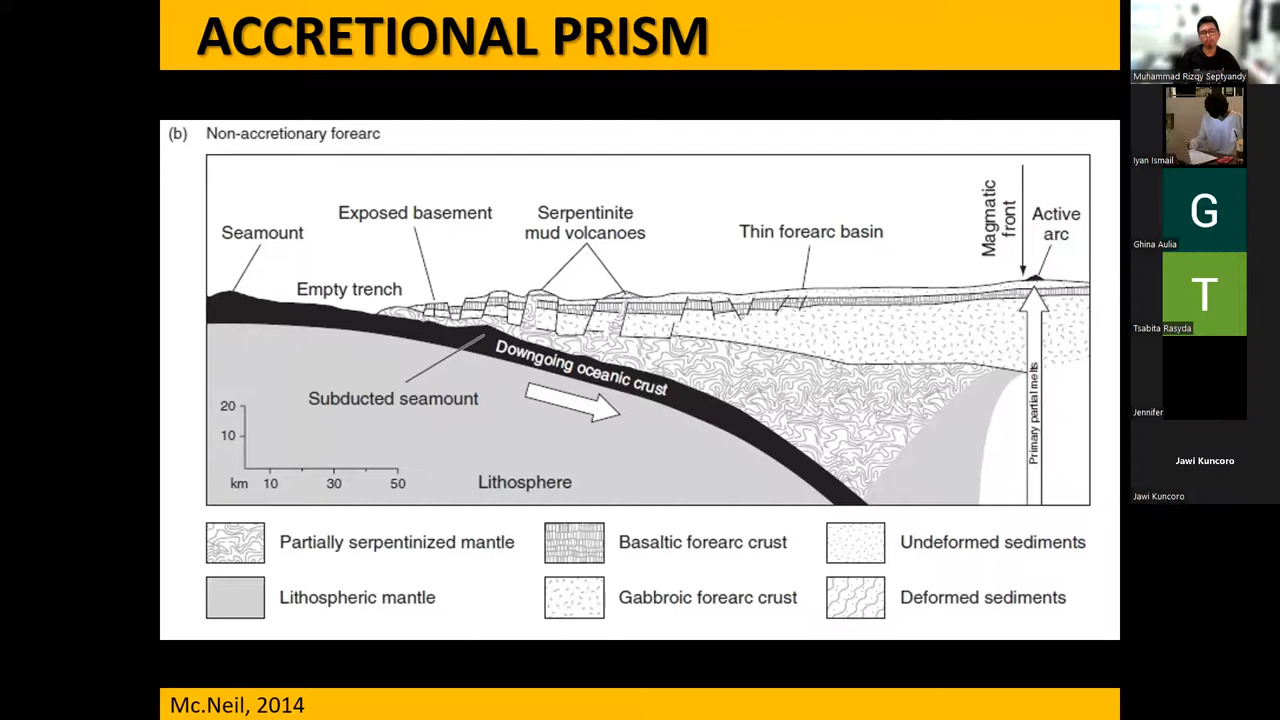 ACCRETIONAL PRISM
(b) Non-accretionary forearc
Seamount
Exposed basement
Empty trench
Serpentinite
mud volcanoes
Thin forearc basin
Magmatic
front
Active
arc
Downgoing oceanic crust
Subducted seamount
Primary partial melts
20
10
km 10 30 50
Lithosphere
Partially serpentinized mantle
Basaltic forearc crust
Undeformed sediments
Lithospheric mantle
Gabbroic forearc crust
Deformed sediments
Mc.Neil, 2014
Muhammad Rizqy Septyandy
Iyan Ismail
G
Ghina Aulia
T
Tsabita Rasyda
Jennifer
Jawi Kuncoro
Jawi Kuncoro